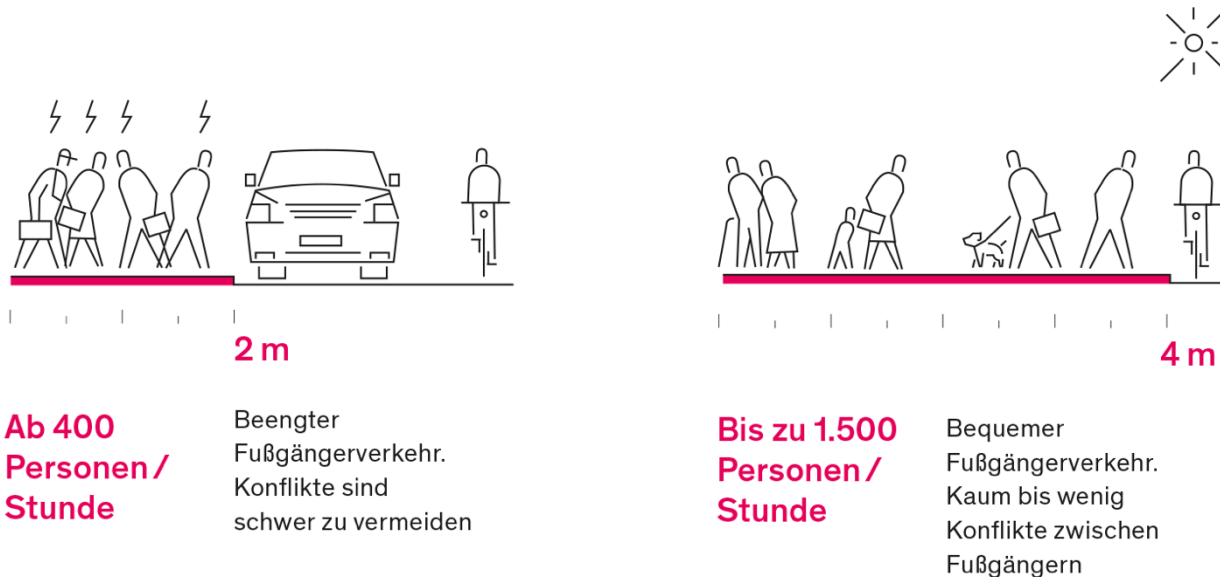 2 m
Ab 400
Personen /
Stunde
Beengter
Fußgängerverkehr.
Konflikte sind
schwer zu vermeiden
4 m
Bis zu 1.500
Personen /
Stunde
Bequemer
Fußgängerverkehr.
Kaum bis wenig
Konflikte zwischen
Fußgängern